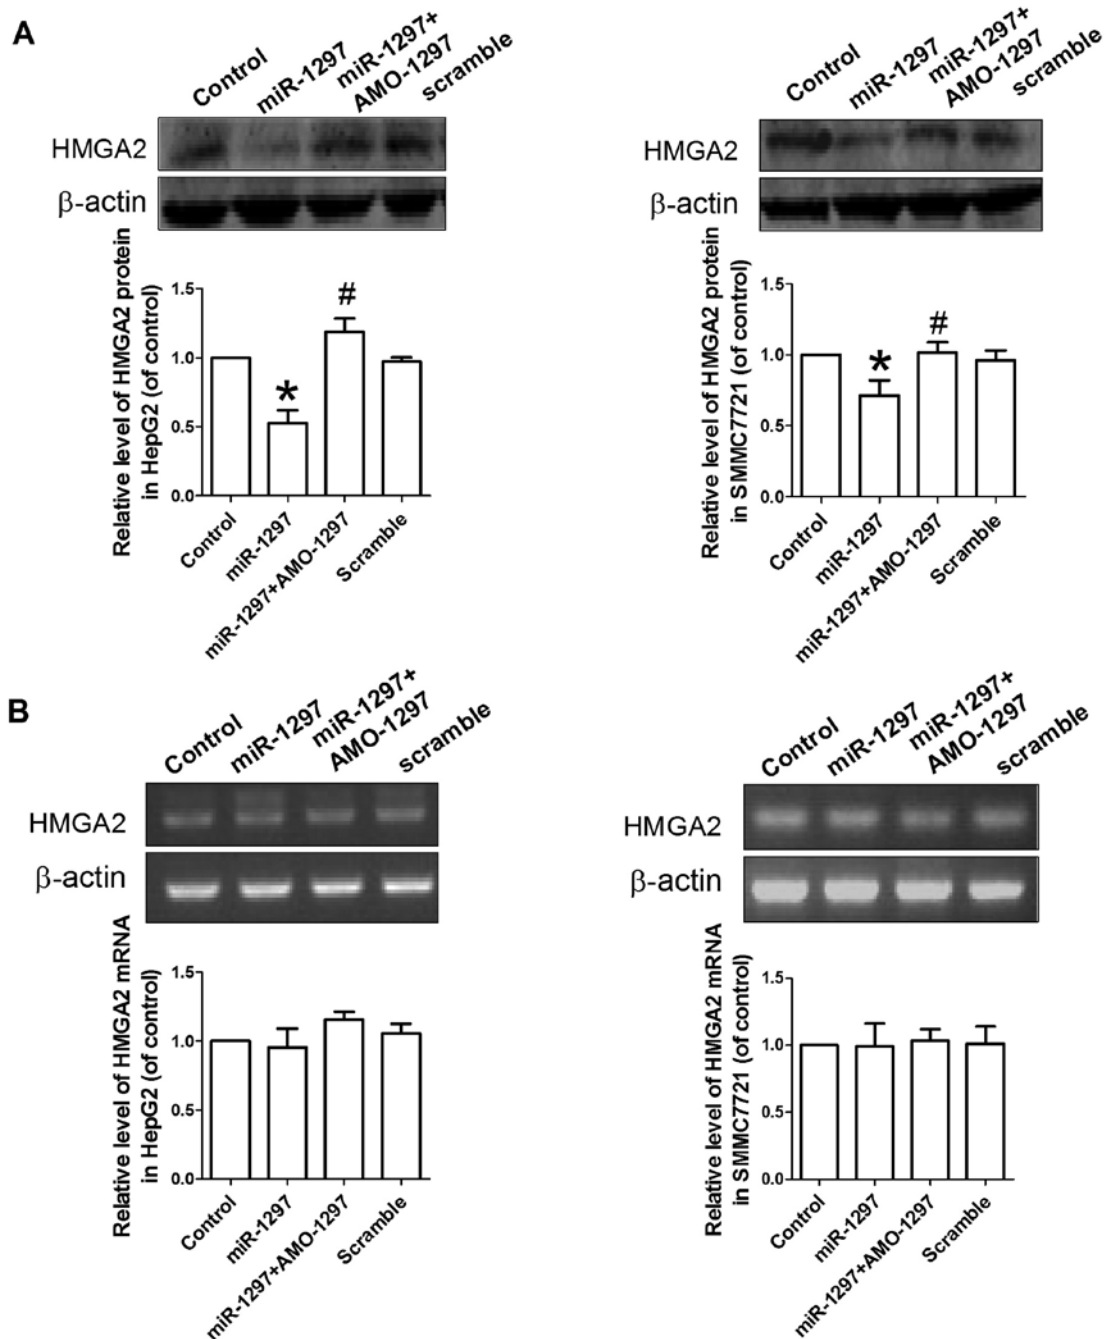 A
Control
miR-1297
miR-1297+
AMO-1297
scramble
HMGA2
β-actin
Relative level of HMGA2 protein
in HepG2 (of control)
1.5
1.0
0.5
0.0
*
#
Control
miR-1297
miR-1297+AMO-1297
Scramble
Control
miR-1297
miR-1297+
AMO-1297
scramble
HMGA2
β-actin
Relative level of HMGA2 protein
in SMMC7721 (of control)
1.5
1.0
0.5
0.0
*
#
Control
miR-1297
miR-1297+AMO-1297
Scramble
B
Control
miR-1297
miR-1297+
AMO-1297
scramble
HMGA2
β-actin
Relative level of HMGA2 mRNA
in HepG2 (of control)
1.5
1.0
0.5
0.0
Control
miR-1297
miR-1297+AMO-1297
Scramble
Control
miR-1297
miR-1297+
AMO-1297
scramble
HMGA2
β-actin
Relative level of HMGA2 mRNA
in SMMC7721 (of control)
1.5
1.0
0.5
0.0
Control
miR-1297
miR-1297+AMO-1297
Scramble